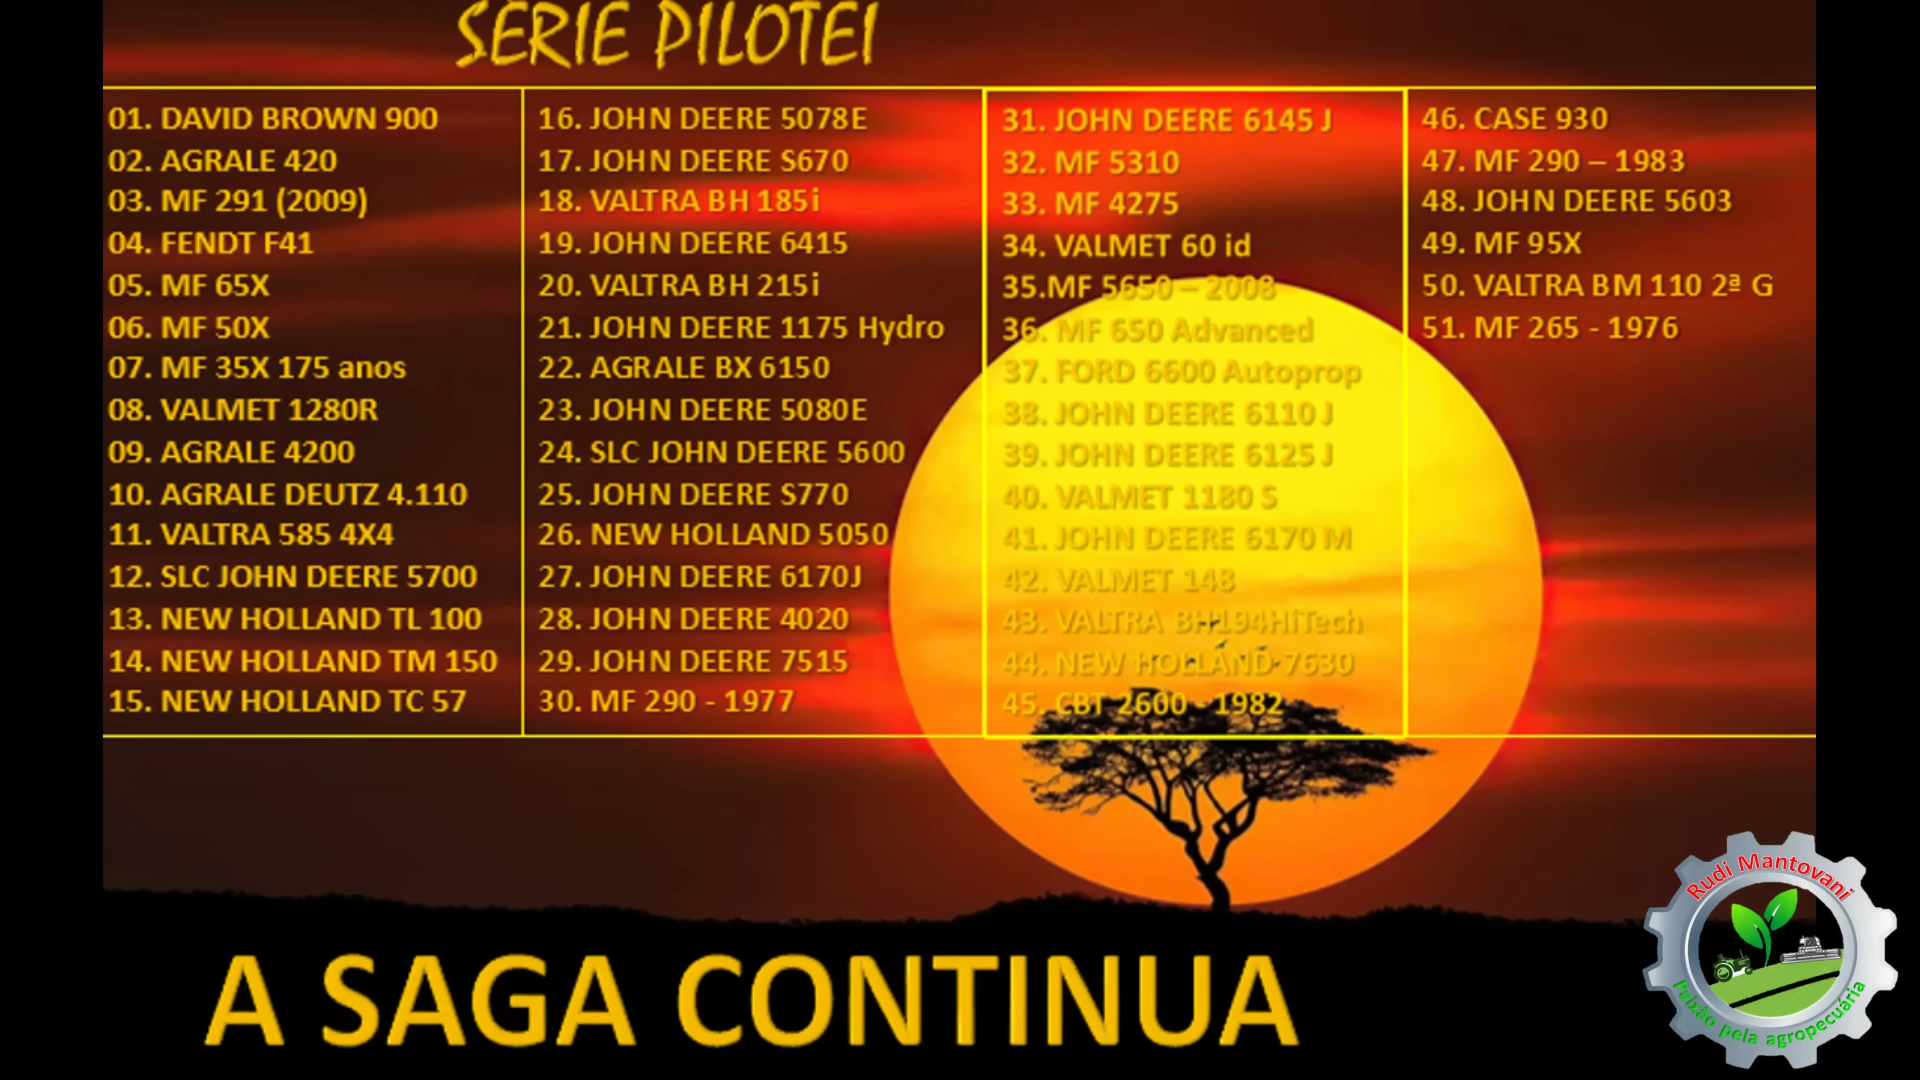 SÉRIE PILOTEI
01. DAVID BROWN 900
02. AGRALE 420
03. MF 291 (2009)
04. FENDT F41
05. MF 65X
06. MF 50X
07. MF 35X 175 anos
08. VALMET 1280R
09. AGRALE 4200
10. AGRALE DEUTZ 4.110
11. VALTRA 585 4X4
12. SLC JOHN DEERE 5700
13. NEW HOLLAND TL 100
14. NEW HOLLAND TM 150
15. NEW HOLLAND TC 57
16. JOHN DEERE 5078E
17. JOHN DEERE S670
18. VALTRA BH 185i
19. JOHN DEERE 6415
20. VALTRA BH 215i
21. JOHN DEERE 1175 Hydro
22. AGRALE BX 6150
23. JOHN DEERE 5080E
24. SLC JOHN DEERE 5600
25. JOHN DEERE S770
26. NEW HOLLAND 5050
27. JOHN DEERE 6170J
28. JOHN DEERE 4020
29. JOHN DEERE 7515
30. MF 290 - 1977
31. JOHN DEERE 6145 J
32. MF 5310
33. MF 4275
34. VALMET 60 id
35.MF 5650 – 2008
36. MF 650 Advanced
37. FORD 6600 Autoprop
38. JOHN DEERE 6110 J
39. JOHN DEERE 6125 J
40. VALMET 1180 S
41. JOHN DEERE 6170 M
42. VALMET 148
43. VALTRA BH194HiTech
44. NEW HOLLAND 7630
45. CBT 2600 - 1982
46. CASE 930
47. MF 290 – 1983
48. JOHN DEERE 5603
49. MF 95X
50. VALTRA BM 110 2ª G
51. MF 265 - 1976
A SAGA CONTINUA
Rudi Mantovani
Paixão pela agropecuária